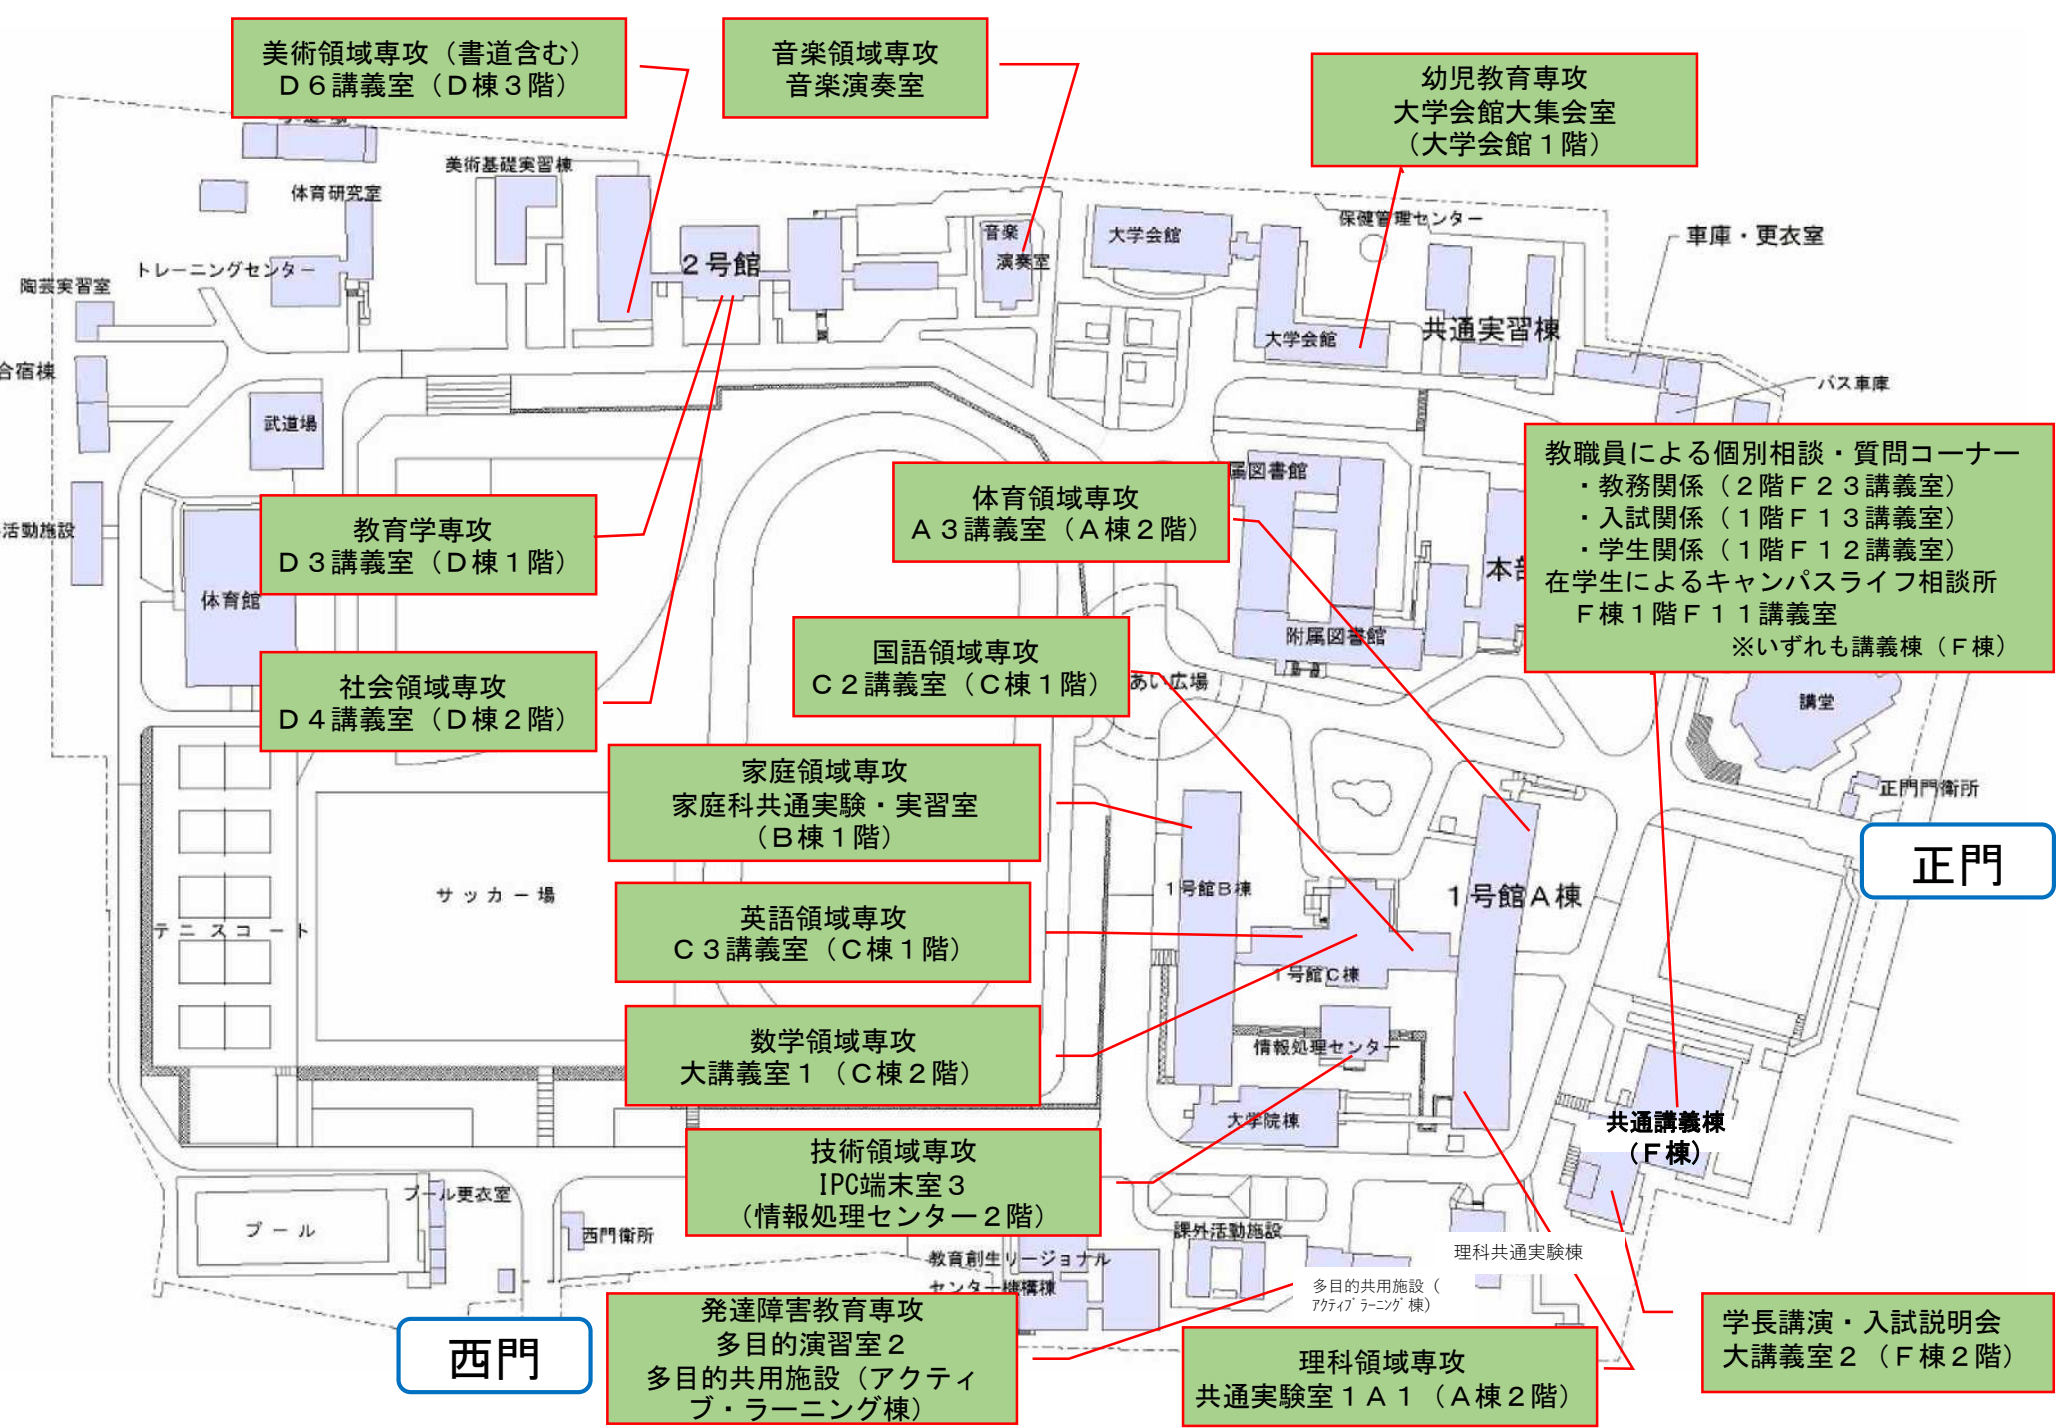 美術領域専攻（書道含む）
Ｄ６講義室（Ｄ棟３階）
音楽領域専攻
音楽演奏室
幼児教育専攻
大学会館大集会室
（大学会館１階）
美術基礎実習棟
体育研究室
トレーニングセンター
陶芸実習室
合宿棟
２号館
音楽
演奏室
大学会館
保健管理センター
車庫・更衣室
大学会館
共通実習棟
バス車庫
武道場
活動施設
体育館
教育学専攻
Ｄ３講義室（Ｄ棟１階）
社会領域専攻
Ｄ４講義室（Ｄ棟２階）
体育領域専攻
Ａ３講義室（Ａ棟２階）
属図書館
附属図書館
教職員による個別相談・質問コーナー
・教務関係（２階Ｆ２３講義室）
・入試関係（１階Ｆ１３講義室）
・学生関係（１階Ｆ１２講義室）
在学生によるキャンパスライフ相談所
Ｆ棟１階Ｆ１１講義室
※いずれも講義棟（Ｆ棟）
国語領域専攻
Ｃ２講義室（Ｃ棟１階）
あい広場
講堂
正門門衛所
正門
家庭領域専攻
家庭科共通実験・実習室
（Ｂ棟１階）
サッカー場
テニスコート
１号館Ｂ棟
１号館Ａ棟
英語領域専攻
Ｃ３講義室（Ｃ棟１階）
１号館Ｃ棟
数学領域専攻
大講義室１（Ｃ棟２階）
情報処理センター
大学院棟
共通講義棟
（Ｆ棟）
技術領域専攻
IPC端末室３
（情報処理センター２階）
プール更衣室
プール
西門衛所
教育創生リージョナル
センター機構棟
課外活動施設
理科共通実験棟
多目的共用施設（
ｱｸﾃｨﾌﾞﾗｰﾆﾝｸﾞ棟）
西門
発達障害教育専攻
多目的演習室２
多目的共用施設（アクティ
ブ・ラーニング棟）
理科領域専攻
共通実験室１Ａ１（Ａ棟２階）
学長講演・入試説明会
大講義室２（Ｆ棟２階）